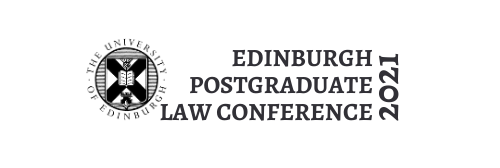 THE UNIVERSITY
OF EDINBURGH
EDINBURGH
POSTGRADUATE
LAW CONFERENCE
2021